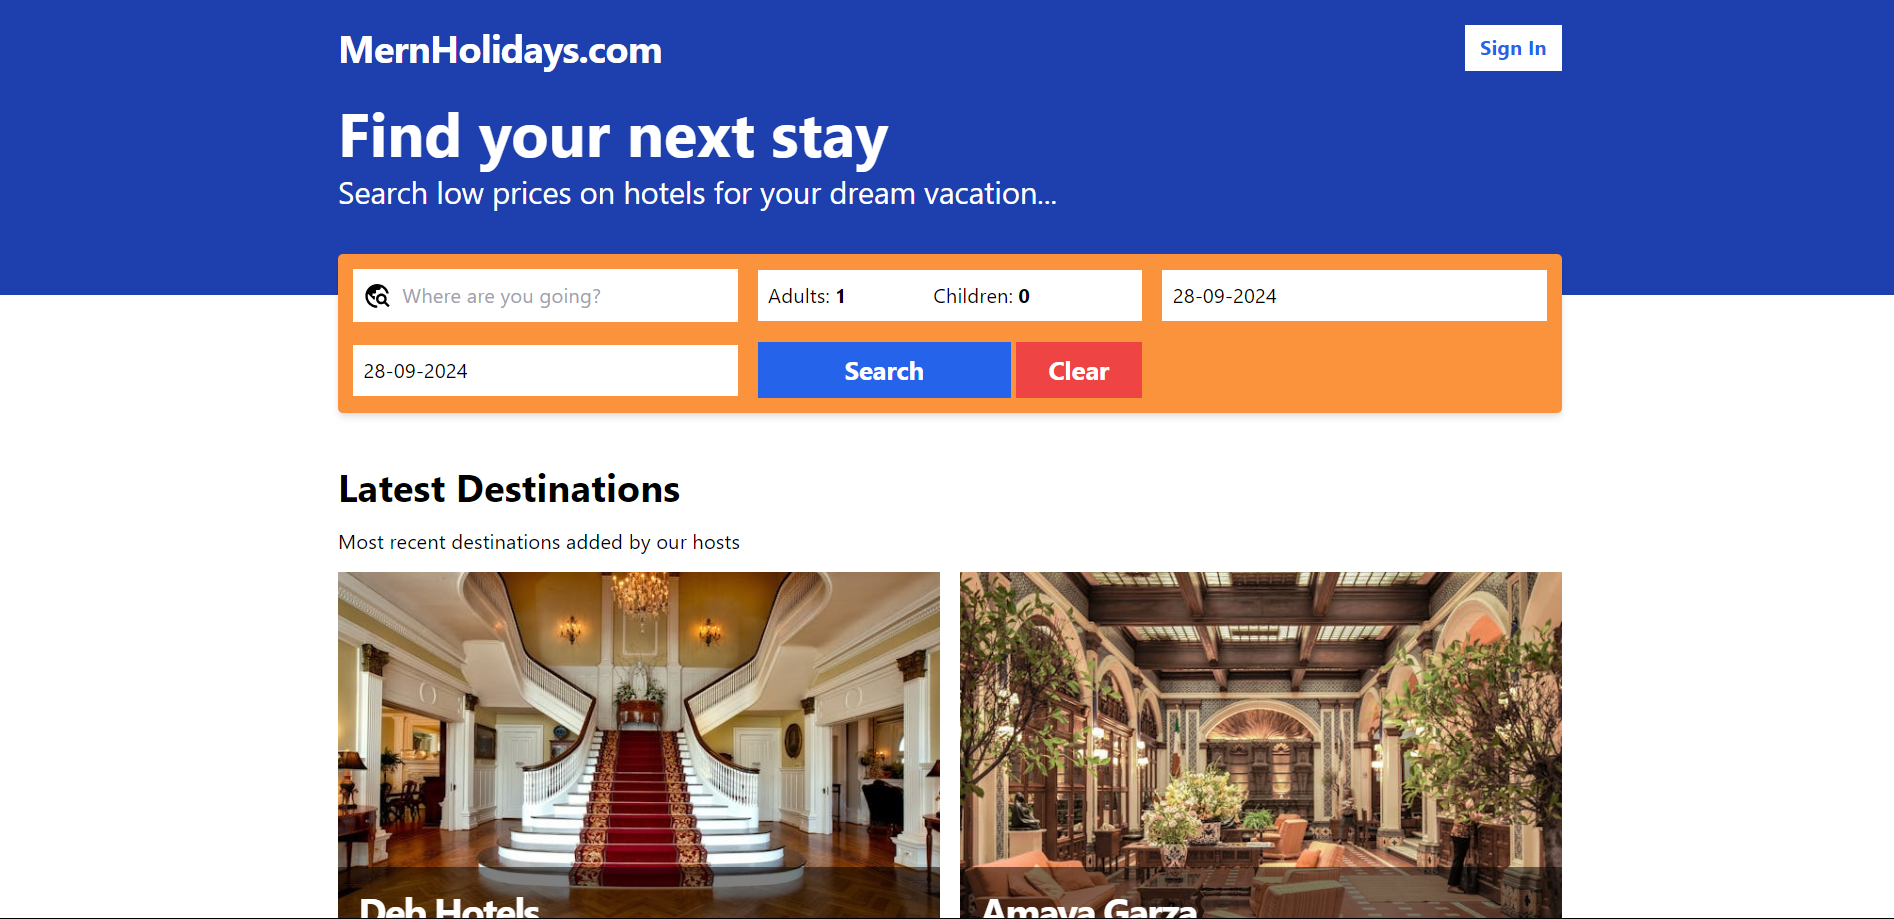 MernHolidays.com
Sign In
Find your next stay
Search low prices on hotels for your dream vacation...
Where are you going?
Adults: 1
Children: 0
28-09-2024
28-09-2024
Search
Clear
Latest Destinations
Most recent destinations added by our hosts
Deh Hotels
Amaya Garza